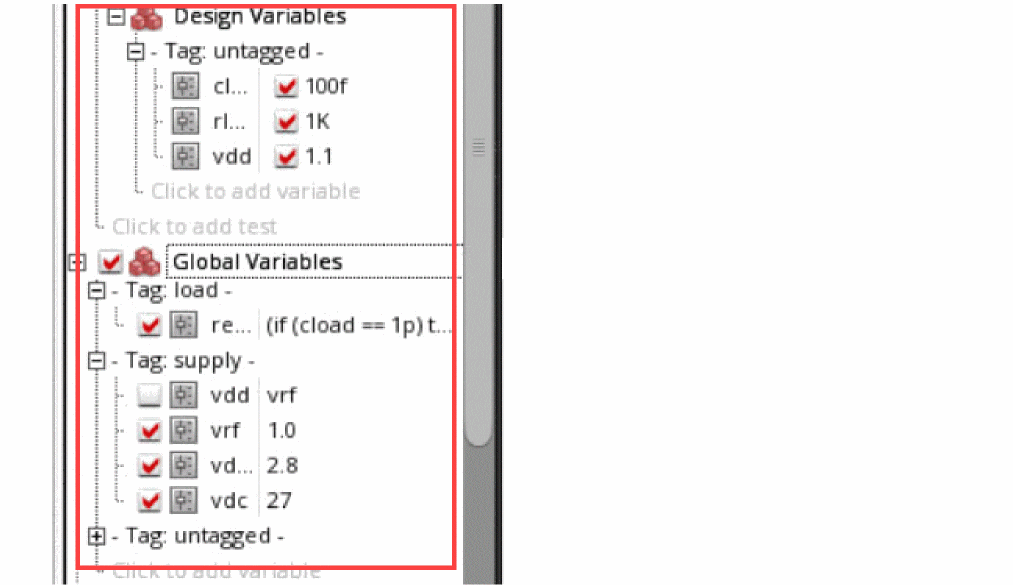 Design Variables
- Tag: untagged -
cl... 100f
rl... 1K
vdd 1.1
Click to add variable
Click to add test
Global Variables
- Tag: load -
re... (if (cload == 1p) t...
- Tag: supply -
vdd vrf
vrf 1.0
vd... 2.8
vdc 27
- Tag: untagged -
Click to add variable